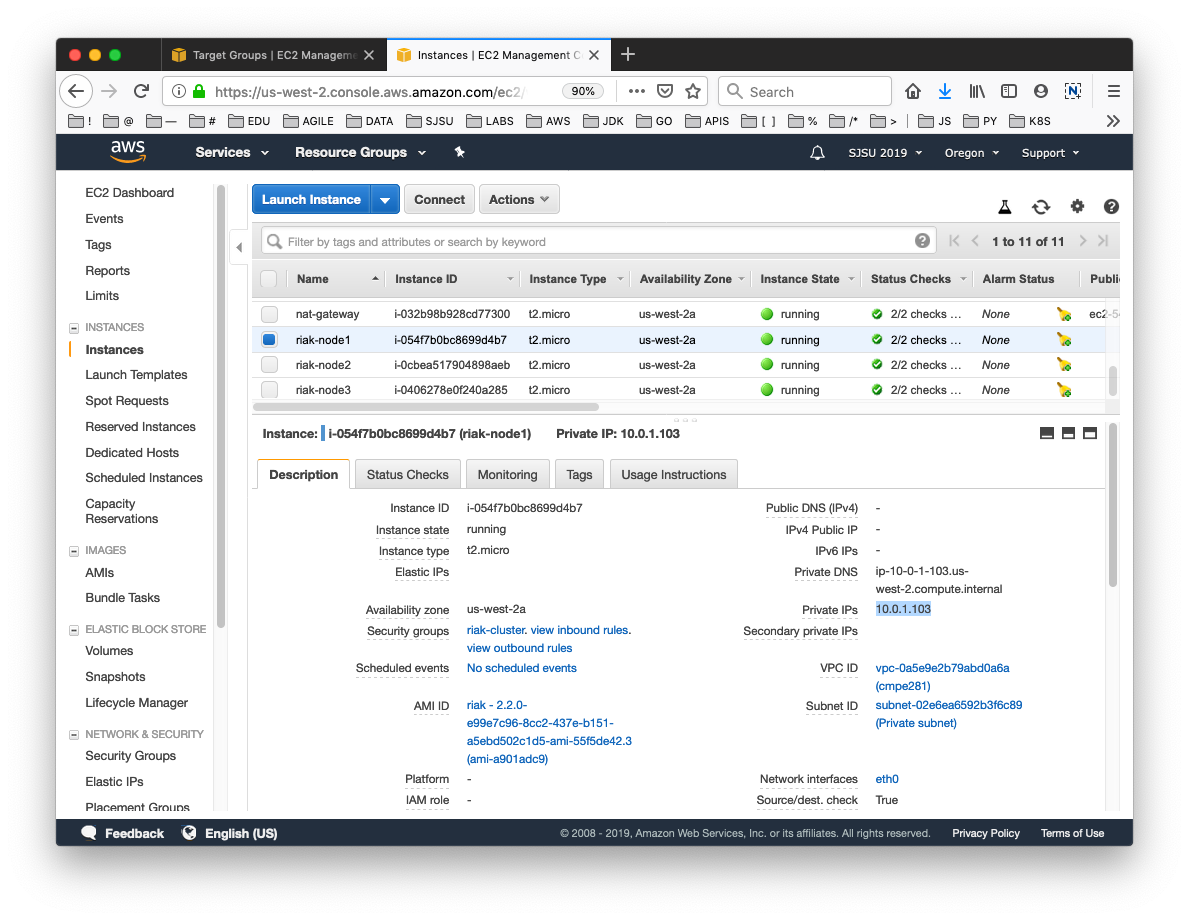 Target Groups | EC2 Manageme
Instances | EC2 Management C
https://us-west-2.console.aws.amazon.com/ec2/
90%
Search
! @ — # EDU AGILE DATA SJSU LABS AWS JDK GO APIS [ ] % /* > JS PY K8S
aws Services Resource Groups SJSU 2019 Oregon Support
EC2 Dashboard
Events
Tags
Reports
Limits
INSTANCES
Instances
Launch Templates
Spot Requests
Reserved Instances
Dedicated Hosts
Scheduled Instances
Capacity
Reservations
IMAGES
AMIs
Bundle Tasks
ELASTIC BLOCK STORE
Volumes
Snapshots
Lifecycle Manager
NETWORK & SECURITY
Security Groups
Elastic IPs
Placement Groups
Launch Instance Connect Actions
Filter by tags and attributes or search by keyword
1 to 11 of 11
Name Instance ID Instance Type Availability Zone Instance State Status Checks Alarm Status Publi
nat-gateway i-032b98b928cd77300 t2.micro us-west-2a running 2/2 checks ... None ec2-5
riak-node1 i-054f7b0bc8699d4b7 t2.micro us-west-2a running 2/2 checks ... None
riak-node2 i-0cbea517904898aeb t2.micro us-west-2a running 2/2 checks ... None
riak-node3 i-0406278e0f240a285 t2.micro us-west-2a running 2/2 checks ... None
Instance: i-054f7b0bc8699d4b7 (riak-node1) Private IP: 10.0.1.103
Description Status Checks Monitoring Tags Usage Instructions
Instance ID i-054f7b0bc8699d4b7 Public DNS (IPv4) -
Instance state running IPv4 Public IP -
Instance type t2.micro IPv6 IPs -
Elastic IPs Private DNS ip-10-0-1-103.us-
west-2.compute.internal
Availability zone us-west-2a Private IPs 10.0.1.103
Security groups riak-cluster. view inbound rules. Secondary private IPs
view outbound rules
Scheduled events No scheduled events VPC ID vpc-0a5e9e2b79abd0a6a
(cmpe281)
AMI ID riak - 2.2.0- Subnet ID subnet-02e6ea6592b3f6c89
e99e7c96-8cc2-437e-b151- (Private subnet)
a5ebd502c1d5-ami-55f5de42.3
(ami-a901adc9)
Platform - Network interfaces eth0
IAM role - Source/dest. check True
Feedback English (US) © 2008 - 2019, Amazon Web Services, Inc. or its affiliates. All rights reserved. Privacy Policy Terms of Use